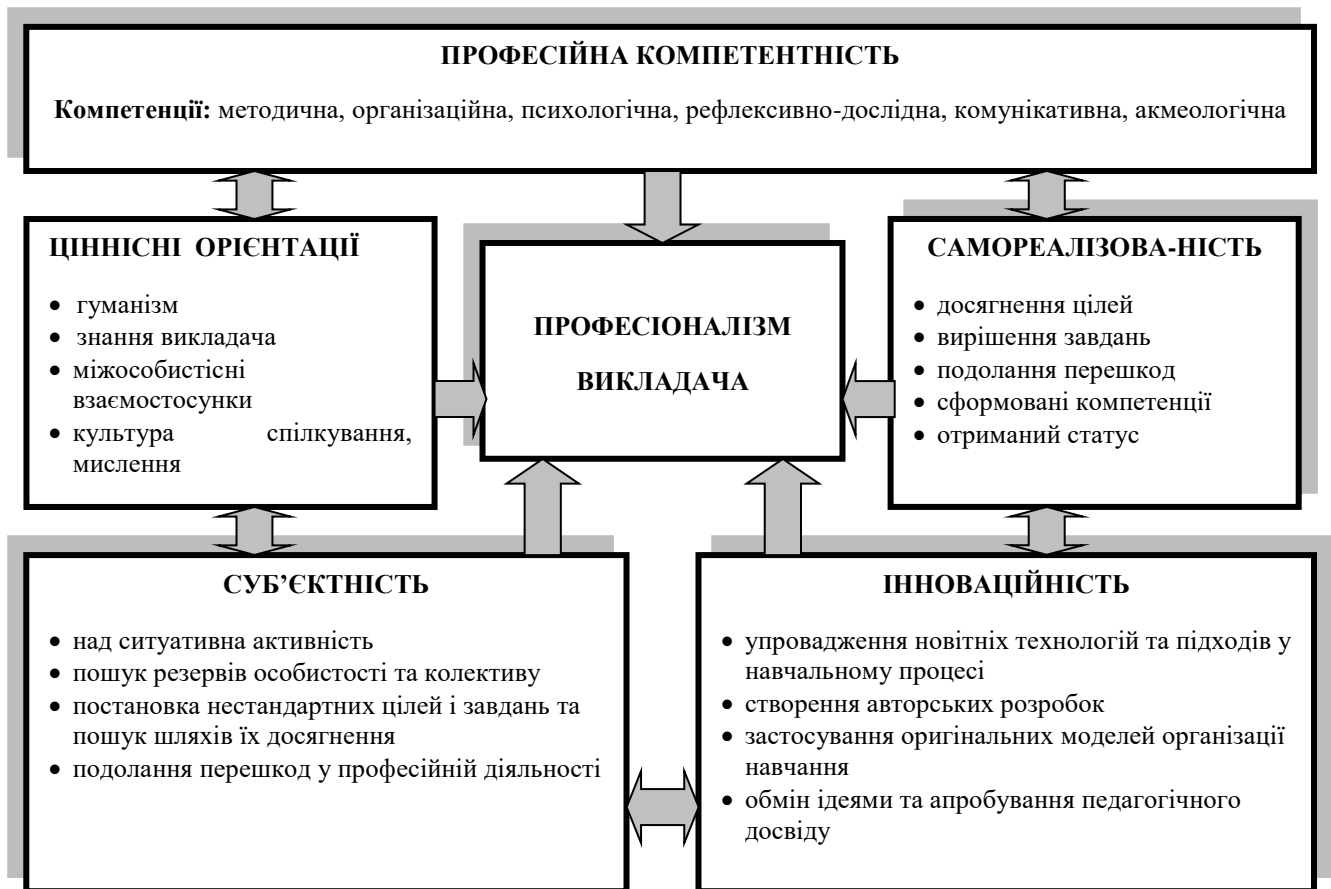 ПРОФЕСІЙНА КОМПЕТЕНТНІСТЬ
Компетенції: методична, організаційна, психологічна, рефлексивно-дослідна, комунікативна, акмеологічна
ЦІННІСНІ ОРІЄНТАЦІЇ
• гуманізм
• знання викладача
• міжособистісні
взаємостосунки
• культура спілкування,
мислення
ПРОФЕСІОНАЛІЗМ
ВИКЛАДАЧА
САМОРЕАЛІЗОВА-НІСТЬ
• досягнення цілей
• вирішення завдань
• подолання перешкод
• сформовані компетенції
• отриманий статус
СУБ’ЄКТНІСТЬ
• над ситуативна активність
• пошук резервів особистості та колективу
• постановка нестандартних цілей і завдань та
пошук шляхів їх досягнення
• подолання перешкод у професійній діяльності
ІННОВАЦІЙНІСТЬ
• упровадження новітніх технологій та підходів у
навчальному процесі
• створення авторських розробок
• застосування оригінальних моделей організації
навчання
• обмін ідеями та апробування педагогічного
досвіду